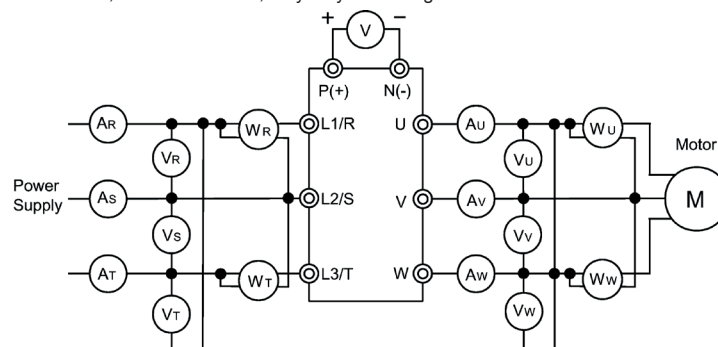 + V −
P(+) N(-)
AR WR L1/R U AU WU Motor
VR VU
Power
Supply
AS L2/S V AV M
VS VV
AT WT L3/T W AW WW
VT VW